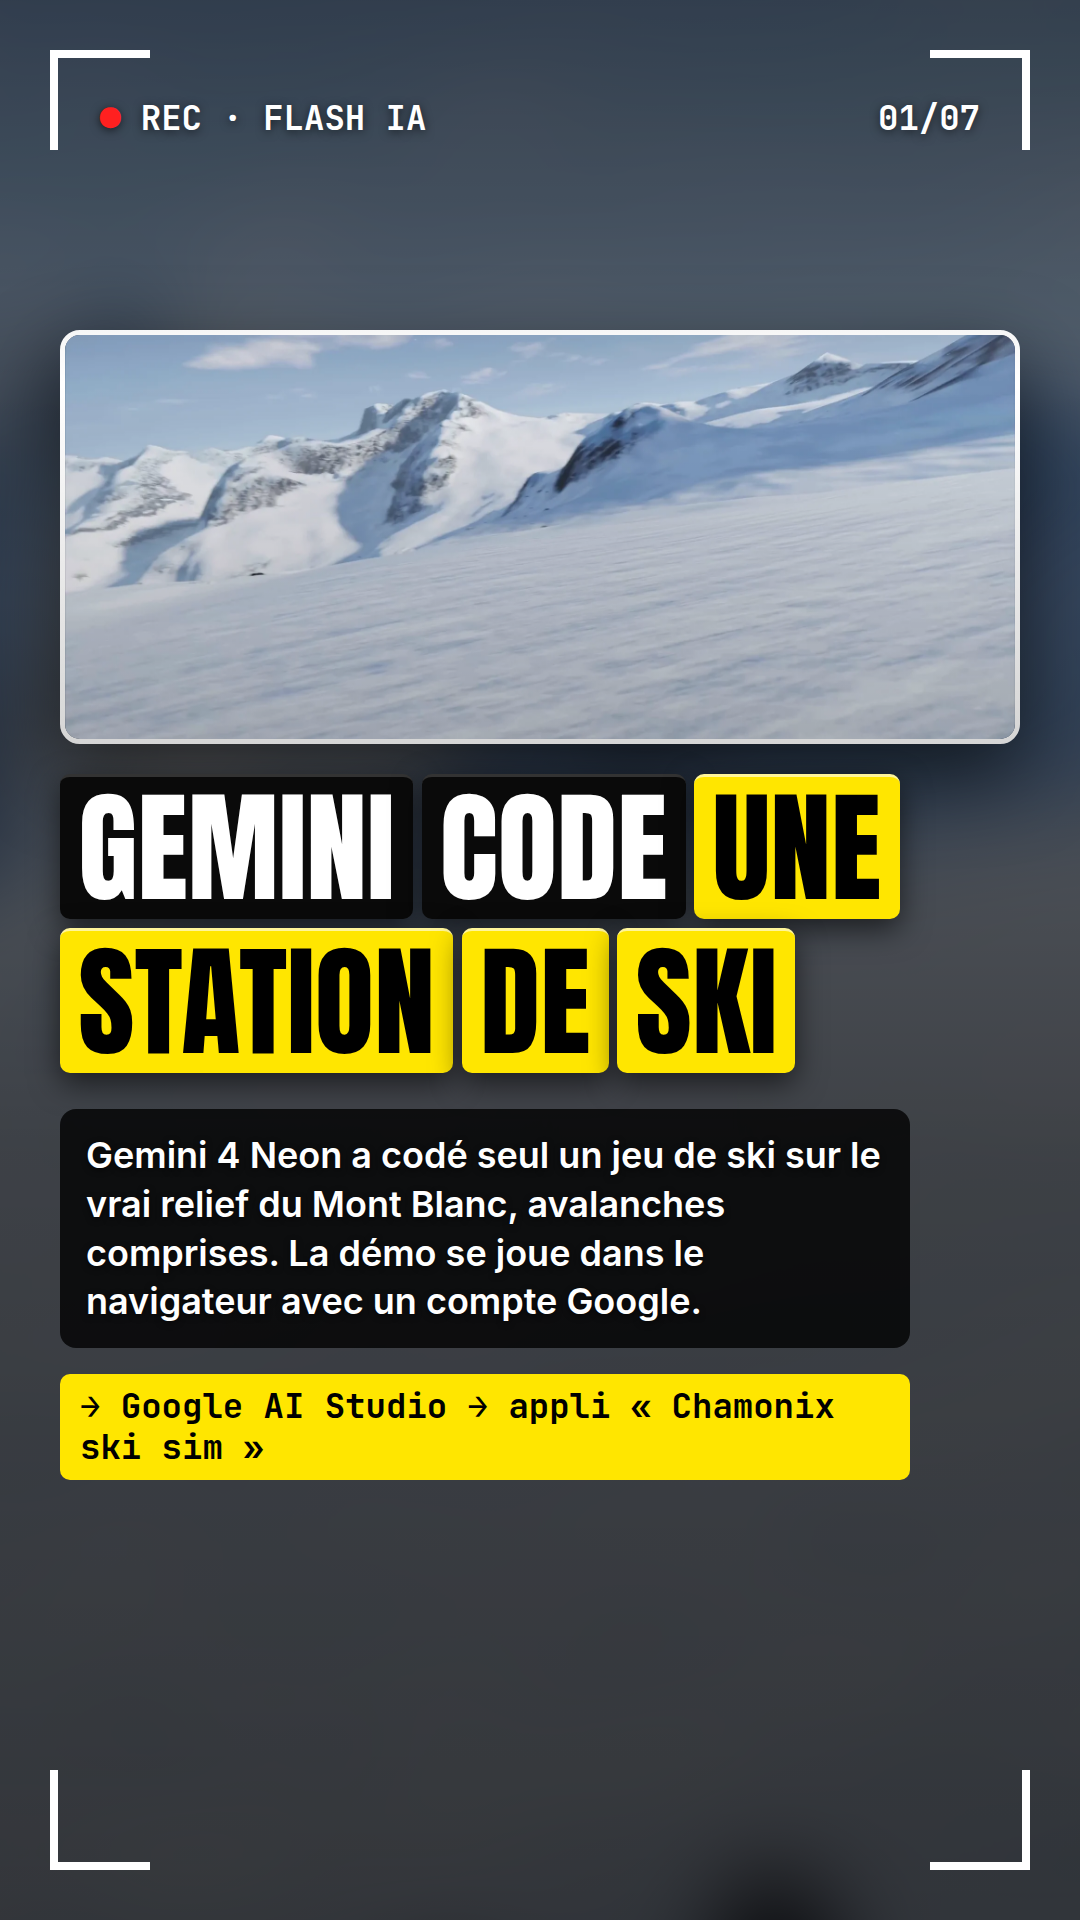 REC · FLASH IA
01/07
GEMINI CODE UNE
STATION DE SKI
Gemini 4 Neon a codé seul un jeu de ski sur le
vrai relief du Mont Blanc, avalanches
comprises. La démo se joue dans le
navigateur avec un compte Google.
→ Google AI Studio → appli « Chamonix
ski sim »